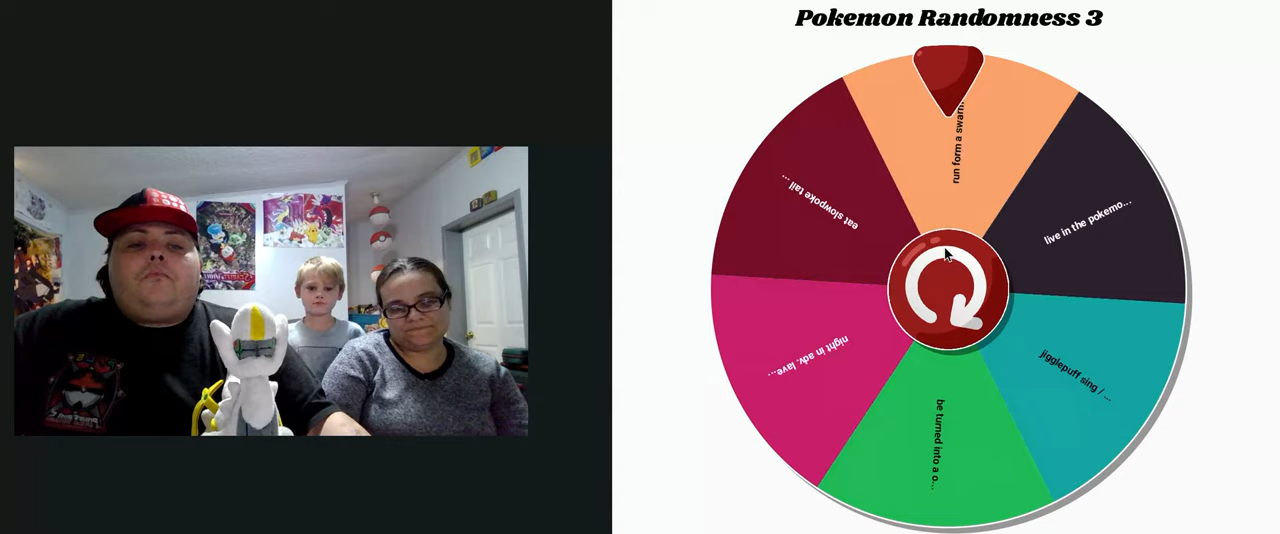 Pokemon Randomness 3
run form a swarm
live in the pokemo...
jigglepuff sing / ...
be turned into a o...
night in adv. lave...
eat slowpoke tail ...